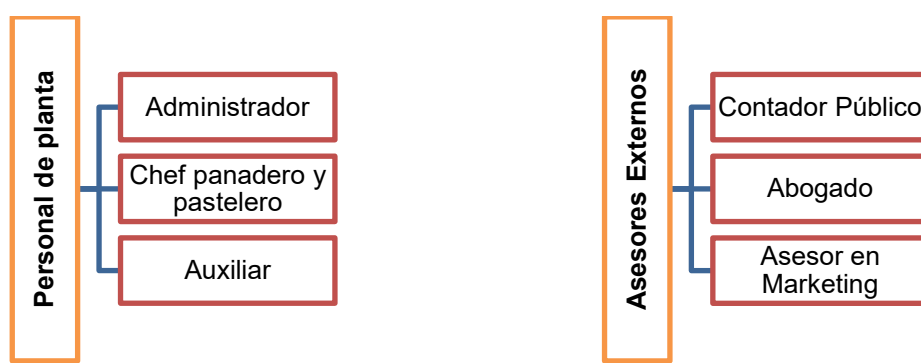 Personal de planta
Administrador
Chef panadero y
pastelero
Auxiliar
Asesores Externos
Contador Público
Abogado
Asesor en
Marketing